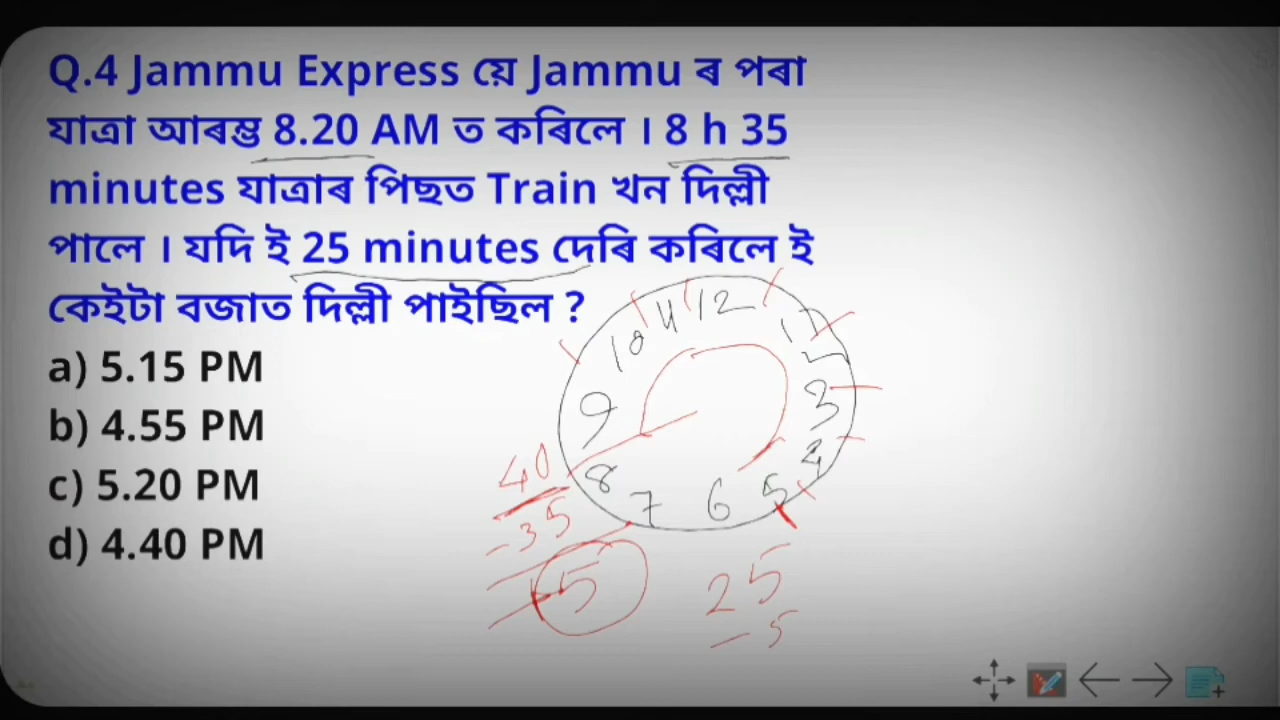 Q.4 Jammu Express য়ে Jammu ৰ পৰা
যাত্ৰা আৰম্ভ 8.20 AM ত কৰিলে । 8 h 35
minutes যাত্ৰাৰ পিছত Train খন দিল্লী
পালে । যদি ই 25 minutes দেৰি কৰিলে ই
কেইটা বজাত দিল্লী পাইছিল ?
a) 5.15 PM
b) 4.55 PM
c) 5.20 PM
d) 4.40 PM
12
11
1
10
2
9
3
8
4
7
6
5
40
-35
5
25
-5